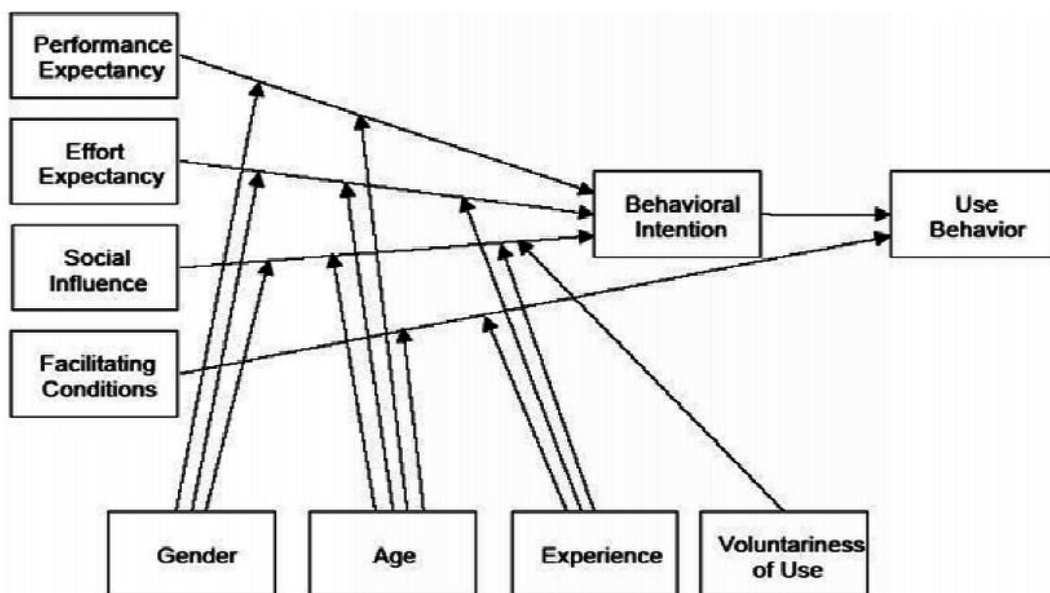 Performance
Expectancy
Effort
Expectancy
Social
Influence
Facilitating
Conditions
Behavioral
Intention
Use
Behavior
Gender
Age
Experience
Voluntariness
of Use